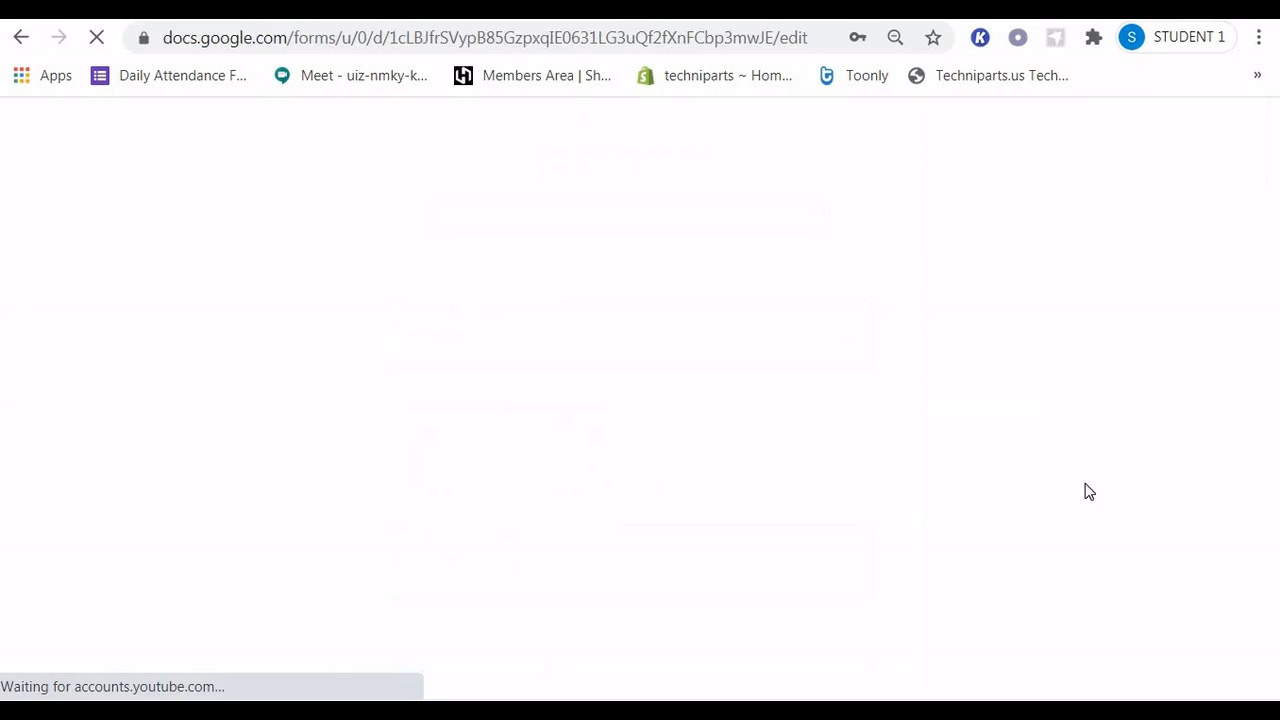 docs.google.com/forms/u/0/d/1cLBfrSVypB85GzpxqIE0631LG3uQf2fXnFCbp3mwJE/edit
S STUDENT 1
Apps Daily Attendance F... Meet - uiz-nmky-k... Members Area | Sh... techniparts ~ Hom... Toonly Techniparts.us Tech... »
Waiting for accounts.youtube.com...